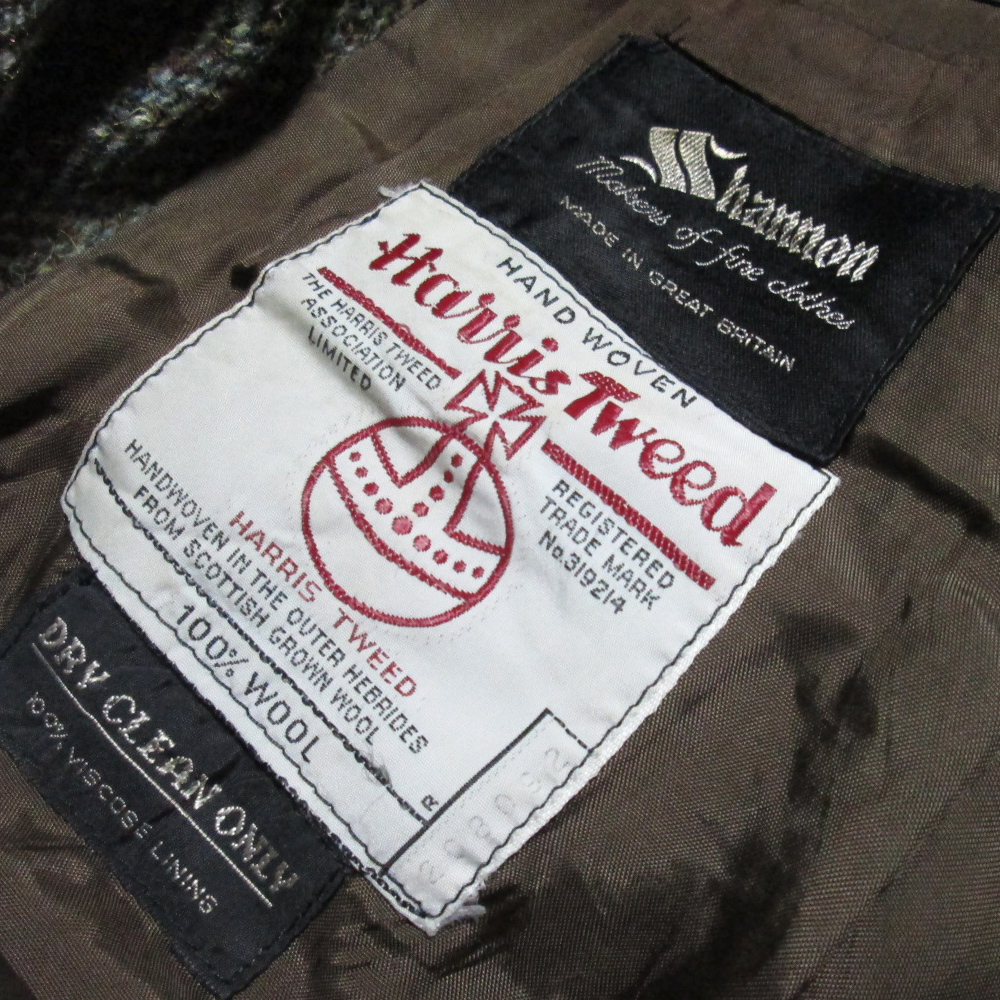 Shannon
Makers of fine clothes
MADE IN GREAT BRITAIN
HAND WOVEN
Harris Tweed
THE HARRIS TWEED
ASSOCIATION
LIMITED
REGISTERED
TRADE MARK
No.319214
HARRIS TWEED
HANDWOVEN IN THE OUTER HEBRIDES
FROM SCOTTISH GROWN WOOL
100% WOOL
R
DRY CLEAN ONLY
100% VISCOSE LINING